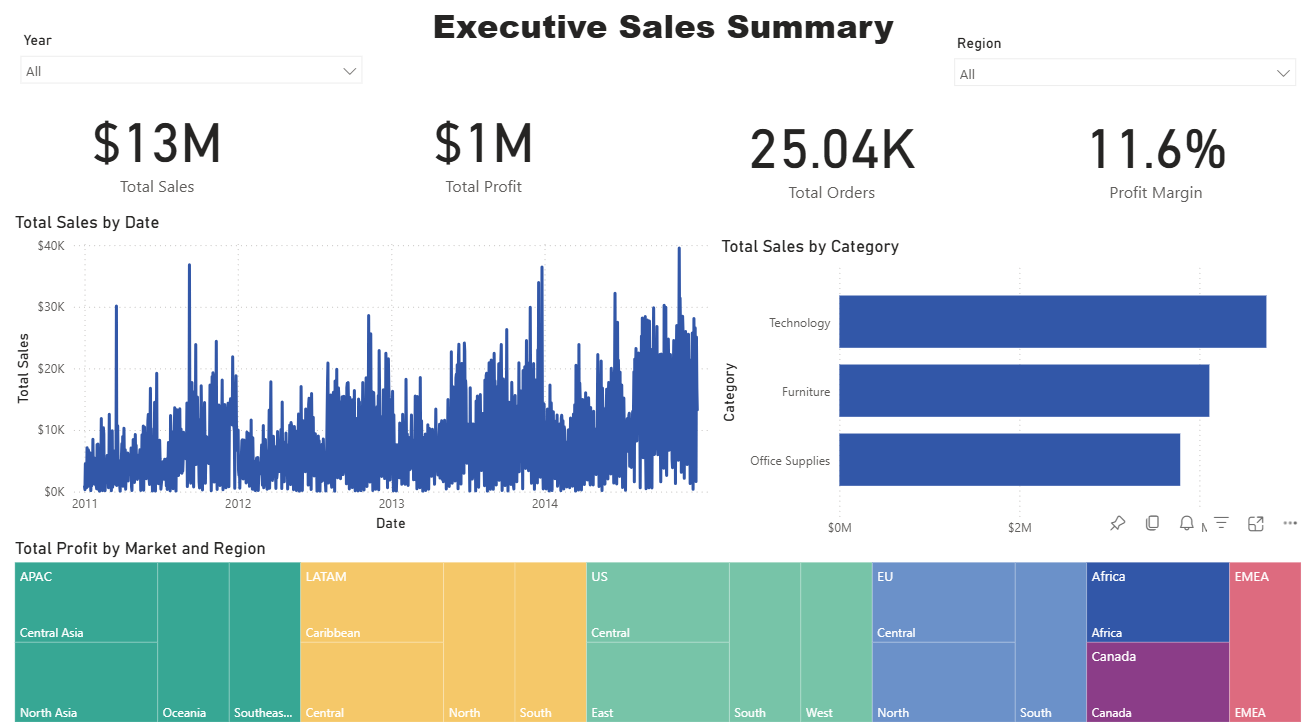 Executive Sales Summary
Year
All
Region
All
$13M
Total Sales
$1M
Total Profit
25.04K
Total Orders
11.6%
Profit Margin
Total Sales by Date
$40K
$30K
$20K
$10K
$0K
Total Sales
2011
2012
2013
2014
Date
Total Sales by Category
Category
Technology
Furniture
Office Supplies
$0M
$2M
Total Profit by Market and Region
APAC
Central Asia
North Asia
Oceania
Southeas...
LATAM
Caribbean
Central
North
South
US
Central
East
South
West
EU
Central
North
South
Africa
Africa
Canada
Canada
EMEA
EMEA